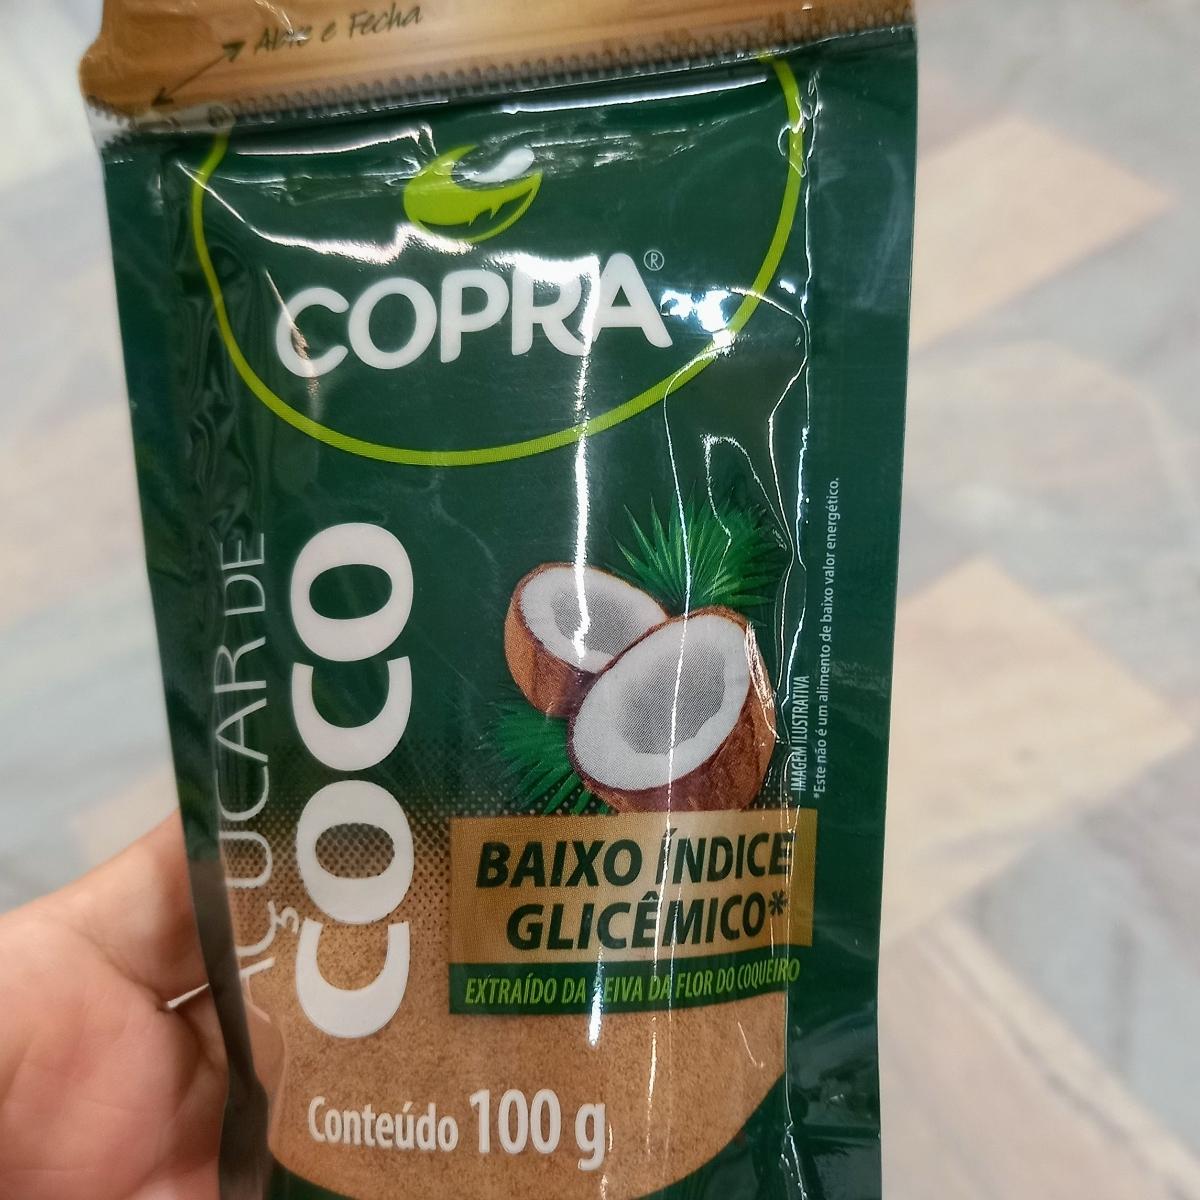 Abre e Fecha
COPRA®
AÇÚCAR DE
COCO
IMAGEM ILUSTRATIVA
*Este não é um alimento de baixo valor energético.
BAIXO ÍNDICE
GLICÊMICO*
EXTRAÍDO DA SEIVA DA FLOR DO COQUEIRO
Conteúdo 100 g